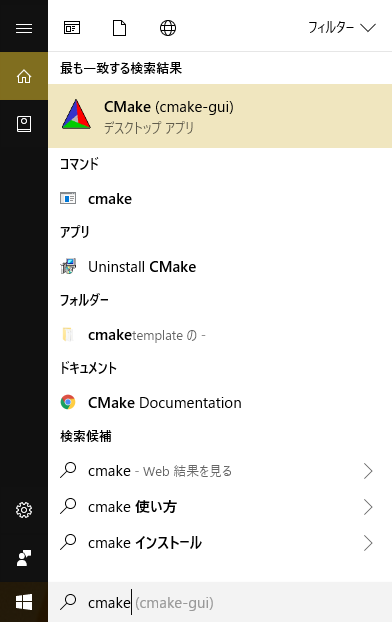 フィルター
最も一致する検索結果
CMake (cmake-gui)
デスクトップ アプリ
コマンド
cmake
アプリ
Uninstall CMake
フォルダー
cmaketemplate の -
ドキュメント
CMake Documentation
検索候補
cmake - Web 結果を見る
cmake 使い方
cmake インストール
cmake (cmake-gui)